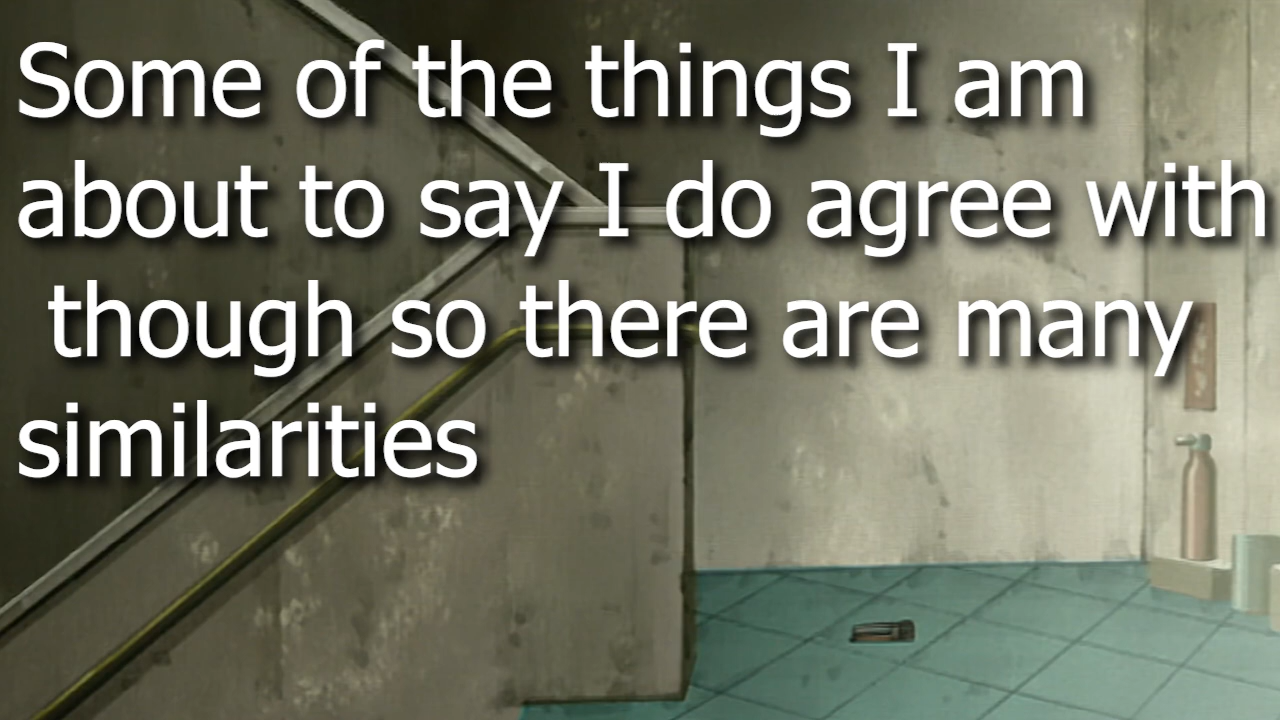 Some of the things I am
about to say I do agree with
though so there are many
similarities